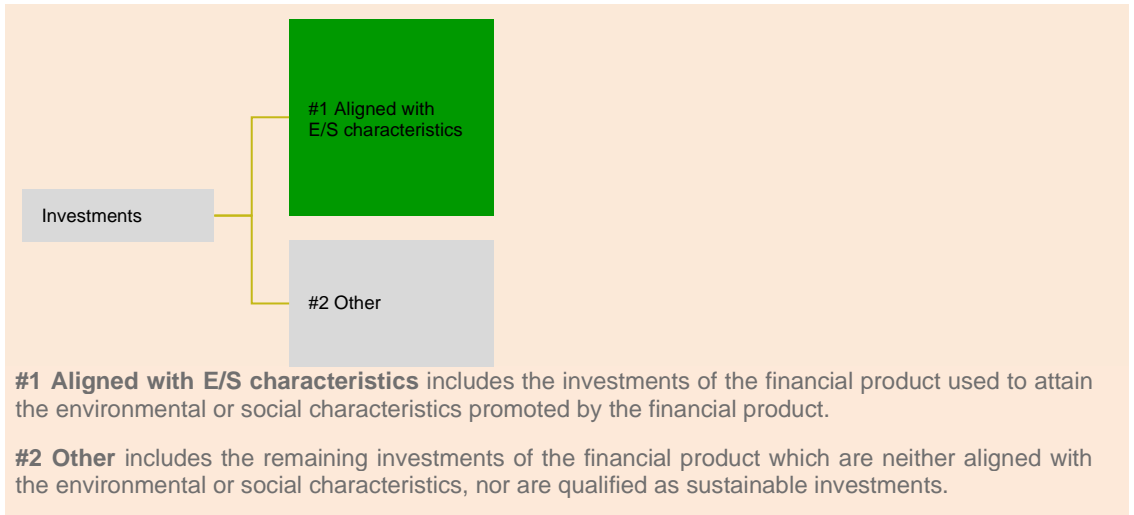 #1 Aligned with
E/S characteristics
Investments
#2 Other
#1 Aligned with E/S characteristics includes the investments of the financial product used to attain
the environmental or social characteristics promoted by the financial product.
#2 Other includes the remaining investments of the financial product which are neither aligned with
the environmental or social characteristics, nor are qualified as sustainable investments.